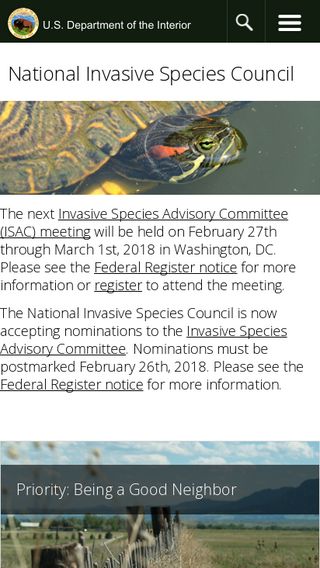 U.S. Department of the Interior
National Invasive Species Council
The next Invasive Species Advisory Committee
(ISAC) meeting will be held on February 27th
through March 1st, 2018 in Washington, DC.
Please see the Federal Register notice for more
information or register to attend the meeting.
The National Invasive Species Council is now
accepting nominations to the Invasive Species
Advisory Committee. Nominations must be
postmarked February 26th, 2018. Please see the
Federal Register notice for more information.
Priority: Being a Good Neighbor